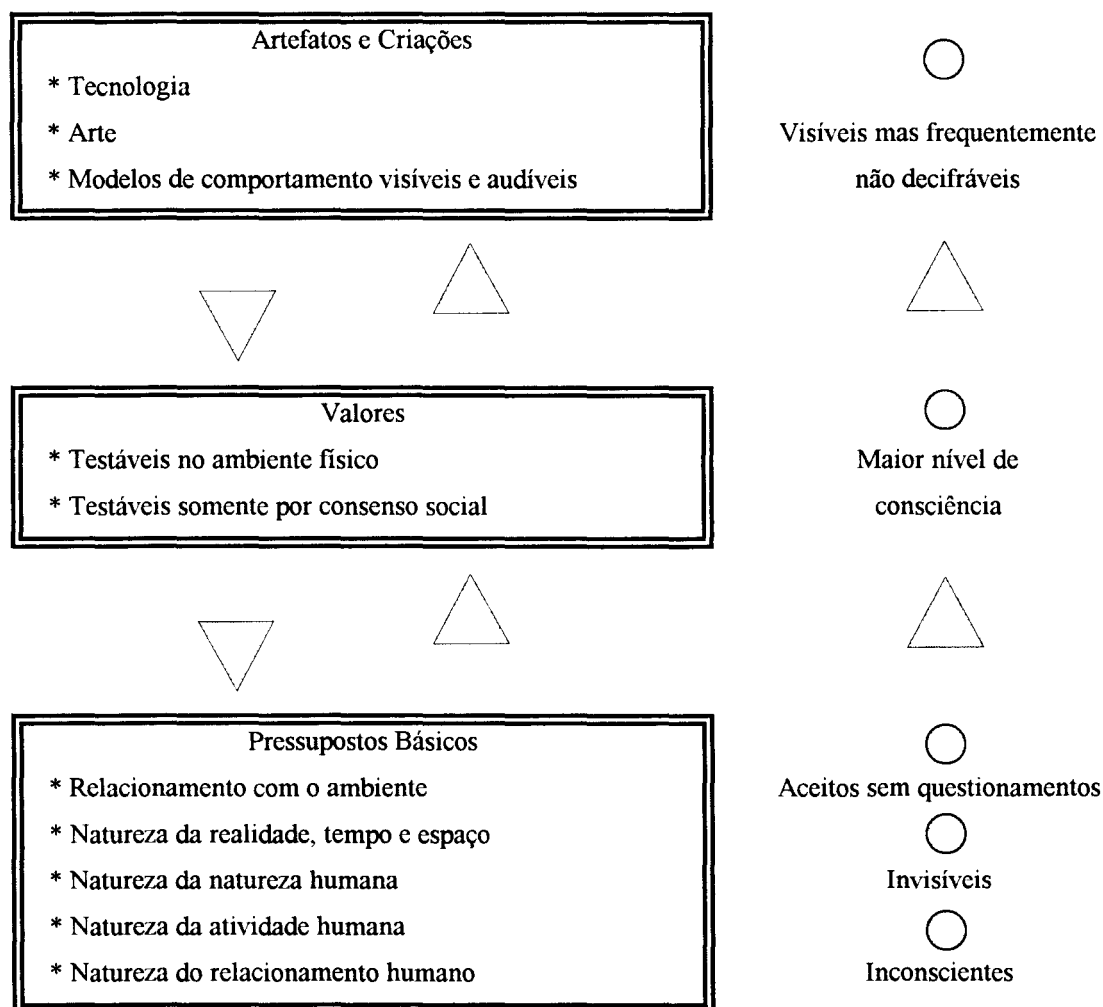 Artefatos e Criações
* Tecnologia
* Arte
* Modelos de comportamento visíveis e audíveis
Visíveis mas frequentemente
não decifráveis
Valores
* Testáveis no ambiente físico
* Testáveis somente por consenso social
Maior nível de
consciência
Pressupostos Básicos
* Relacionamento com o ambiente
* Natureza da realidade, tempo e espaço
* Natureza da natureza humana
* Natureza da atividade humana
* Natureza do relacionamento humano
Aceitos sem questionamentos
Invisíveis
Inconscientes